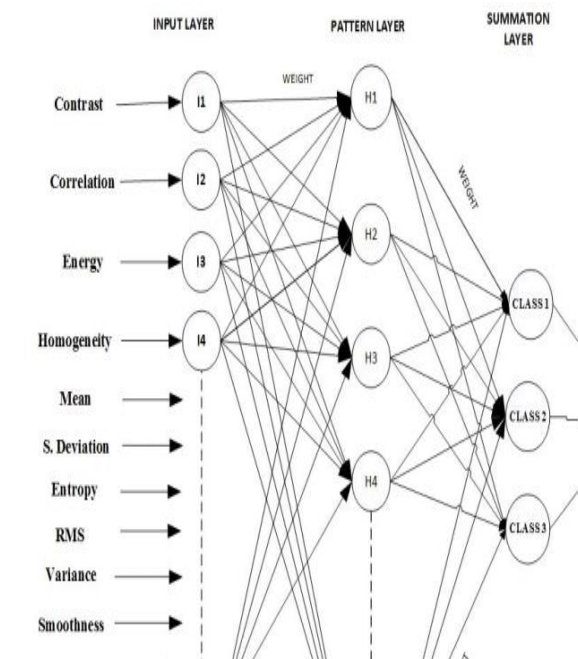 INPUT LAYER
PATTERN LAYER
SUMMATION
LAYER
WEIGHT
Contrast
I1
H1
Correlation
I2
WEIGHT
H2
Energy
I3
CLASS 1
Homogeneity
I4
H3
Mean
CLASS 2
S. Deviation
Entropy
H4
RMS
CLASS 3
Variance
Smoothness